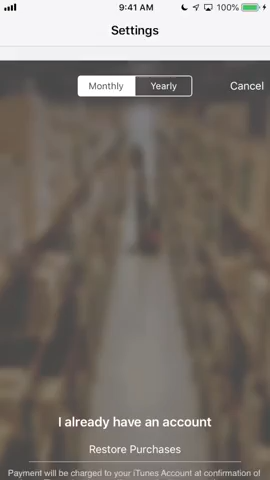 9:41 AM
100%
Settings
Monthly
Yearly
Cancel
I already have an account
Restore Purchases
Payment will be charged to your iTunes Account at confirmation of